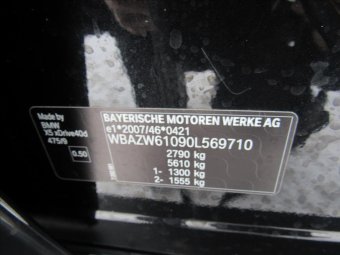 BAYERISCHE MOTOREN WERKE AG
e1*2007/46*0421
WBAZW61090L569710
2790 kg
5610 kg
1- 1300 kg
2- 1555 kg
Made by
BMW
X5 xDrive40d
475/9
0.50